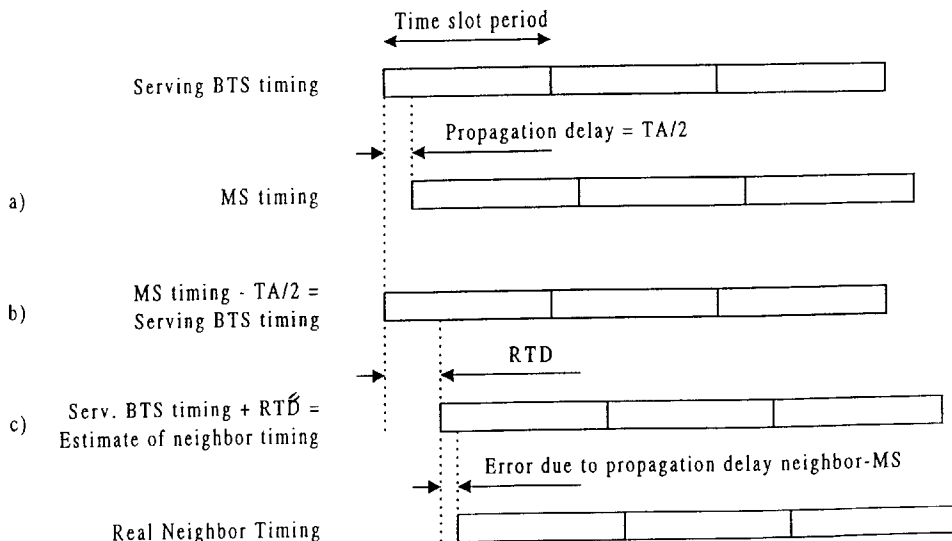 Time slot period
Serving BTS timing
Propagation delay = TA/2
a)
MS timing
b)
MS timing - TA/2 =
Serving BTS timing
RTD
c)
Serv. BTS timing + RTD =
Estimate of neighbor timing
Error due to propagation delay neighbor-MS
Real Neighbor Timing